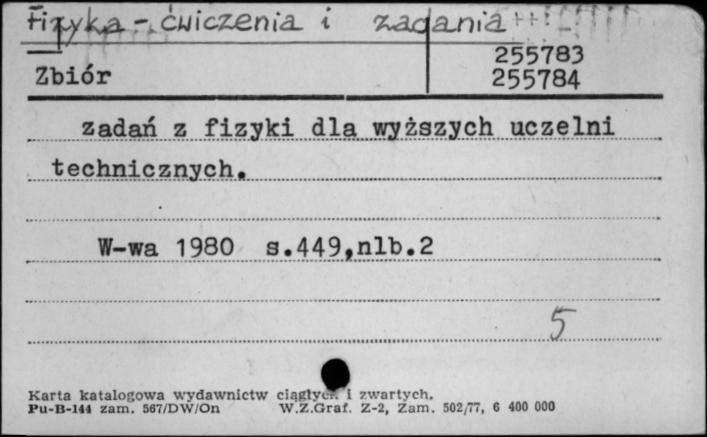 Fizyka - ćwiczenia i zadania
255783
Zbiór 255784
zadań z fizyki dla wyższych uczelni
technicznych.
W-wa 1980 s.449,nlb.2
5
Karta katalogowa wydawnictw ciągłych i zwartych.
Pu-B-144 zam. 567/DW/On W.Z.Graf. Z-2, Zam. 502/77, 6 400 000